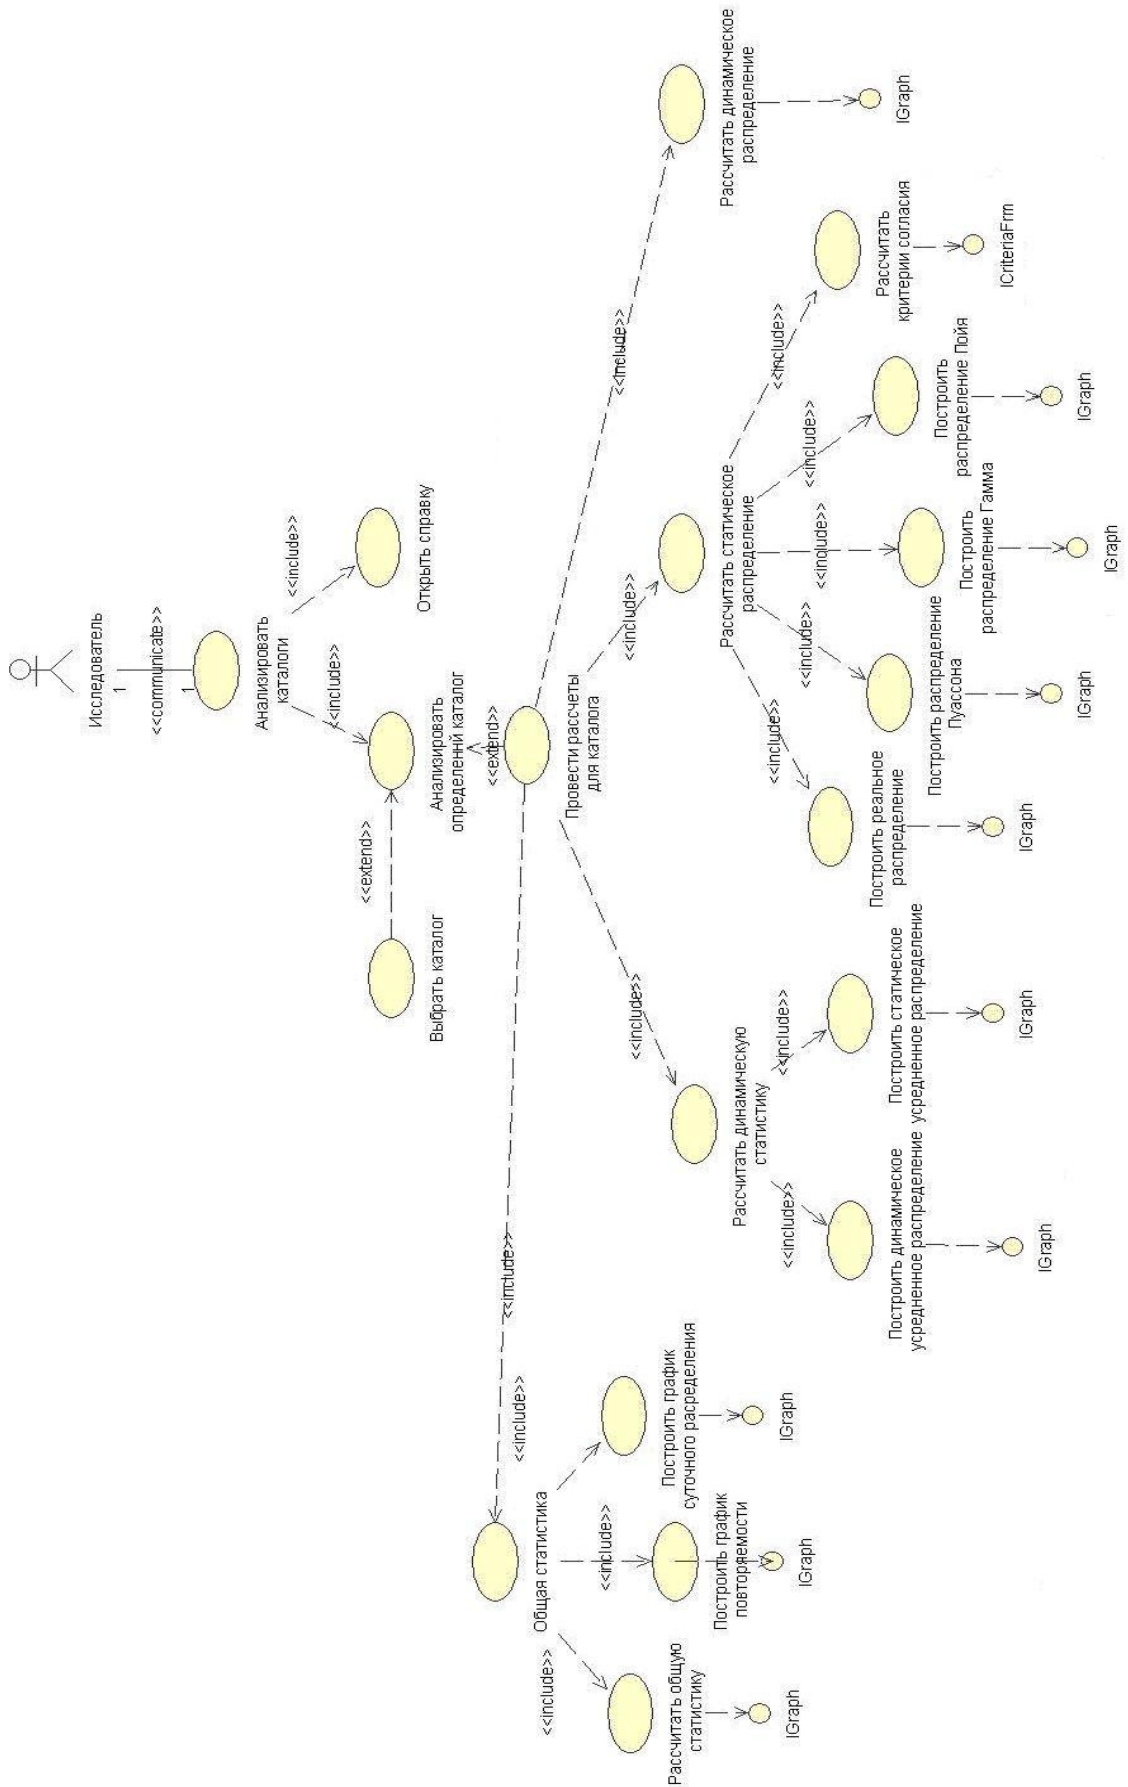 Исследователь
1
<<communicate>>
1
Анализировать
каталоги
<<include>>
<<include>>
Открыть справку
<<extend>>
Выбрать каталог
Анализировать
определеннй каталог
<<extend>>
Провести рассчеты
для каталога
<<include>>
<<include>>
<<include>>
<<include>>
Общая статистика
<<include>>
<<include>>
<<include>>
Рассчитать общую
статистику
IGraph
Построить график
повторяемости
IGraph
Построить график
суточного расределения
IGraph
Рассчитать динамическую
статистику
<<include>>
<<include>>
Построить динамическое
усредненное распределение
IGraph
Построить статическое
усредненное распределение
IGraph
Рассчитать статическое
распределение
<<include>>
<<include>>
<<include>>
<<include>>
<<include>>
Построить реальное
распределение
IGraph
Построить распределение
Пуассона
IGraph
Построить
распределение Гамма
IGraph
Построить
распределение Пойя
IGraph
Рассчитать
критерии согласия
ICriteriaFrm
Рассчитать динамическое
распределение
IGraph